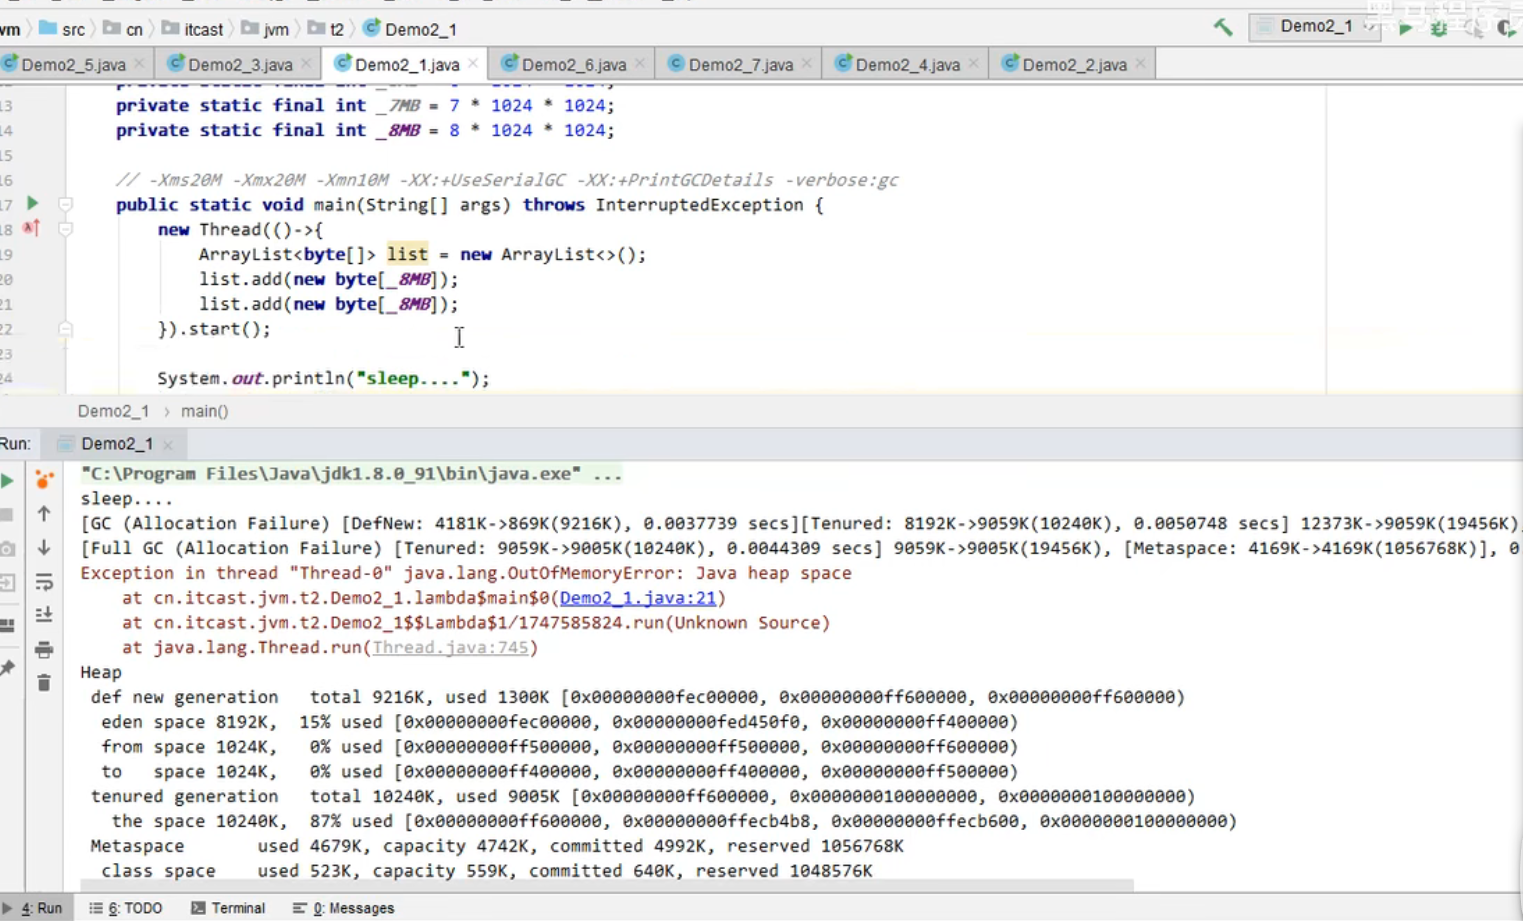 黑马程序员
vm src cn itcast jvm t2 Demo2_1 Demo2_1
Demo2_5.java Demo2_3.java Demo2_1.java Demo2_6.java Demo2_7.java Demo2_4.java Demo2_2.java
13 private static final int _7MB = 7 * 1024 * 1024;
14 private static final int _8MB = 8 * 1024 * 1024;
15
16 // -Xms20M -Xmx20M -Xmn10M -XX:+UseSerialGC -XX:+PrintGCDetails -verbose:gc
17 public static void main(String[] args) throws InterruptedException {
18 new Thread(()->{
19 ArrayList<byte[]> list = new ArrayList<>();
20 list.add(new byte[_8MB]);
21 list.add(new byte[_8MB]);
22 }).start();
23
24 System.out.println("sleep....");
Demo2_1 › main()
Run: Demo2_1
"C:\Program Files\Java\jdk1.8.0_91\bin\java.exe" ...
sleep....
[GC (Allocation Failure) [DefNew: 4181K->869K(9216K), 0.0037739 secs][Tenured: 8192K->9059K(10240K), 0.0050748 secs] 12373K->9059K(19456K)
[Full GC (Allocation Failure) [Tenured: 9059K->9005K(10240K), 0.0044309 secs] 9059K->9005K(19456K), [Metaspace: 4169K->4169K(1056768K)], 0
Exception in thread "Thread-0" java.lang.OutOfMemoryError: Java heap space
at cn.itcast.jvm.t2.Demo2_1.lambda$main$0(Demo2_1.java:21)
at cn.itcast.jvm.t2.Demo2_1$$Lambda$1/1747585824.run(Unknown Source)
at java.lang.Thread.run(Thread.java:745)
Heap
def new generation total 9216K, used 1300K [0x00000000fec00000, 0x00000000ff600000, 0x00000000ff600000)
eden space 8192K, 15% used [0x00000000fec00000, 0x00000000fed450f0, 0x00000000ff400000)
from space 1024K, 0% used [0x00000000ff500000, 0x00000000ff500000, 0x00000000ff600000)
to space 1024K, 0% used [0x00000000ff400000, 0x00000000ff400000, 0x00000000ff500000)
tenured generation total 10240K, used 9005K [0x00000000ff600000, 0x0000000100000000, 0x0000000100000000)
the space 10240K, 87% used [0x00000000ff600000, 0x00000000ffecb4b8, 0x00000000ffecb600, 0x0000000100000000)
Metaspace used 4679K, capacity 4742K, committed 4992K, reserved 1056768K
class space used 523K, capacity 559K, committed 640K, reserved 1048576K
4: Run 6: TODO Terminal 0: Messages